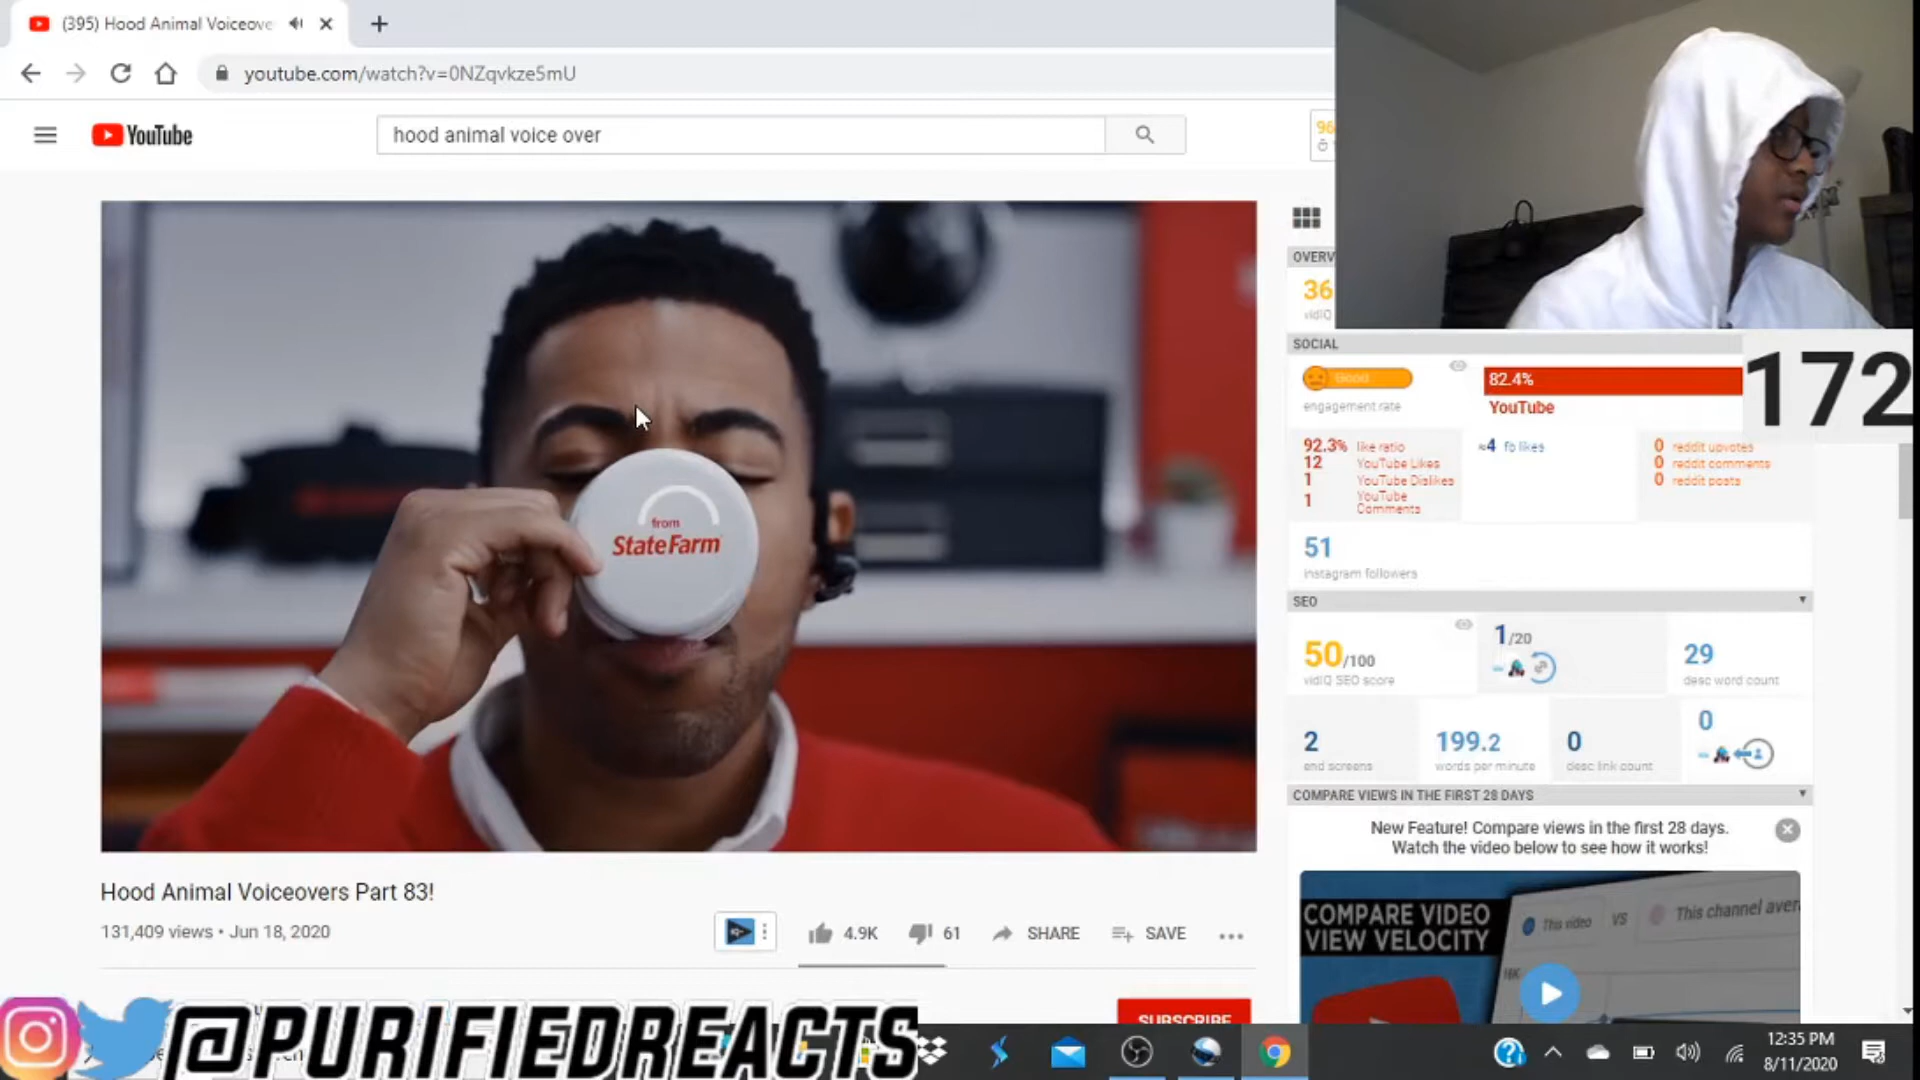 (395) Hood Animal Voiceove
youtube.com/watch?v=0NZqvkze5mU
YouTube
hood animal voice over
96
OVERV
36
vidIQ
SOCIAL
Good
engagement rate
82.4%
YouTube
172
92.3% like ratio
12 YouTube Likes
1 YouTube Dislikes
1 YouTube Comments
≈4 fb likes
0 reddit upvotes
0 reddit comments
0 reddit posts
51
instagram followers
SEO
50/100
vidIQ SEO score
1/20
29
desc word count
2
end screens
199.2
words per minute
0
desc link count
0
COMPARE VIEWS IN THE FIRST 28 DAYS
New Feature! Compare views in the first 28 days.
Watch the video below to see how it works!
COMPARE VIDEO
VIEW VELOCITY
This video VS This channel aver
from
StateFarm
Hood Animal Voiceovers Part 83!
131,409 views • Jun 18, 2020
4.9K
61
SHARE
SAVE
SUBSCRIBE
@PURIFIEDREACTS
12:35 PM
8/11/2020